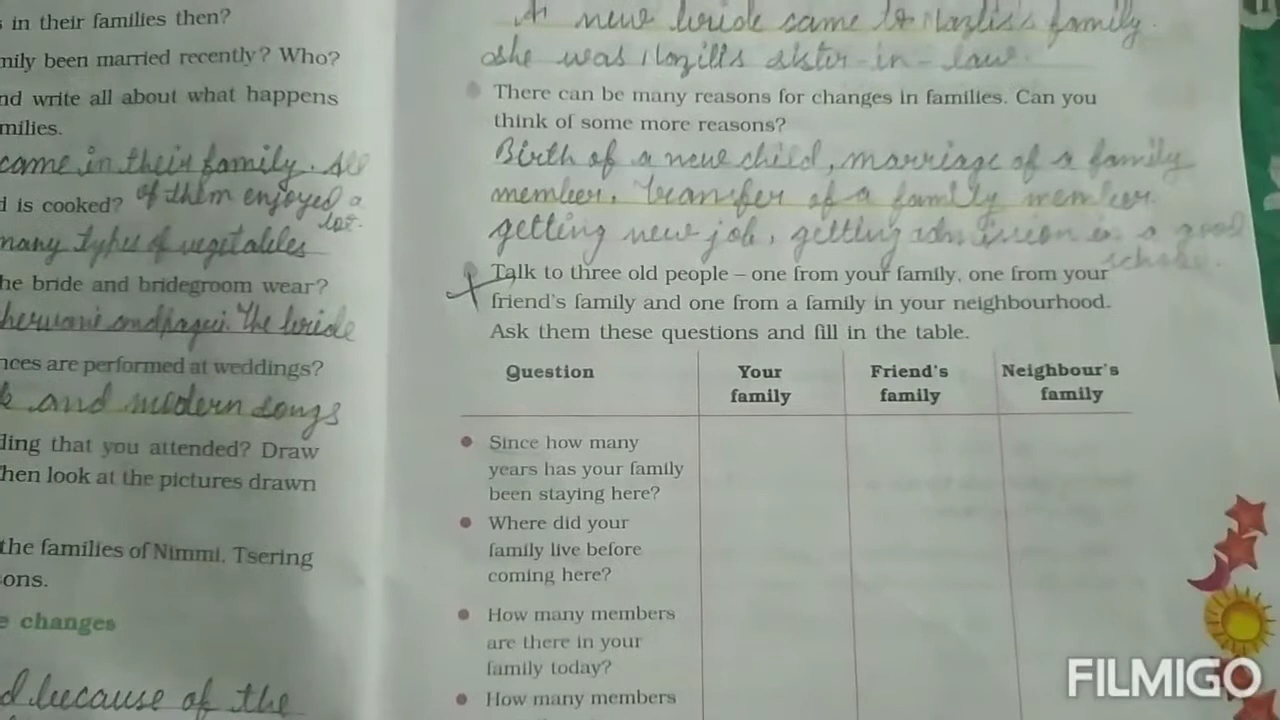 s in their families then?
mily been married recently? Who?
nd write all about what happens
milies.
came in their family. All
of them enjoyed a
lot.
d is cooked?
many types of vegetables
he bride and bridegroom wear?
The bride
nces are performed at weddings?
k and modern songs
ding that you attended? Draw
hen look at the pictures drawn
the families of Nimmi, Tsering
ons.
e changes
d because of the
A new bride came to Nazli's family.
she was Nazili's sister-in-law.
There can be many reasons for changes in families. Can you
think of some more reasons?
Birth of a new child, marriage of a family
member, transfer of a family member
getting new job, getting admission in a good
school.
Talk to three old people – one from your family, one from your
friend's family and one from a family in your neighbourhood.
Ask them these questions and fill in the table.
Question Your family Friend's family Neighbour's family
Since how many
years has your family
been staying here?
Where did your
family live before
coming here?
How many members
are there in your
family today?
How many members
FILMIGO